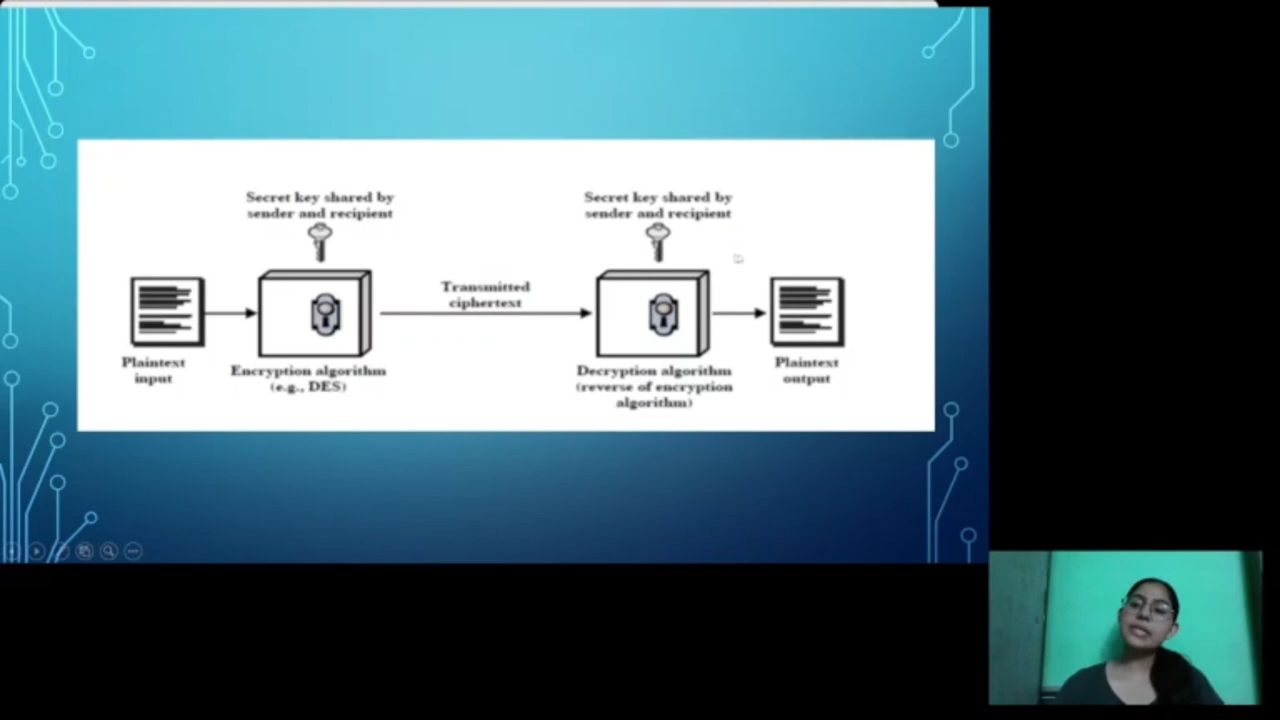 Secret key shared by
sender and recipient
Secret key shared by
sender and recipient
Transmitted
ciphertext
Plaintext
input
Encryption algorithm
(e.g., DES)
Decryption algorithm
(reverse of encryption
algorithm)
Plaintext
output